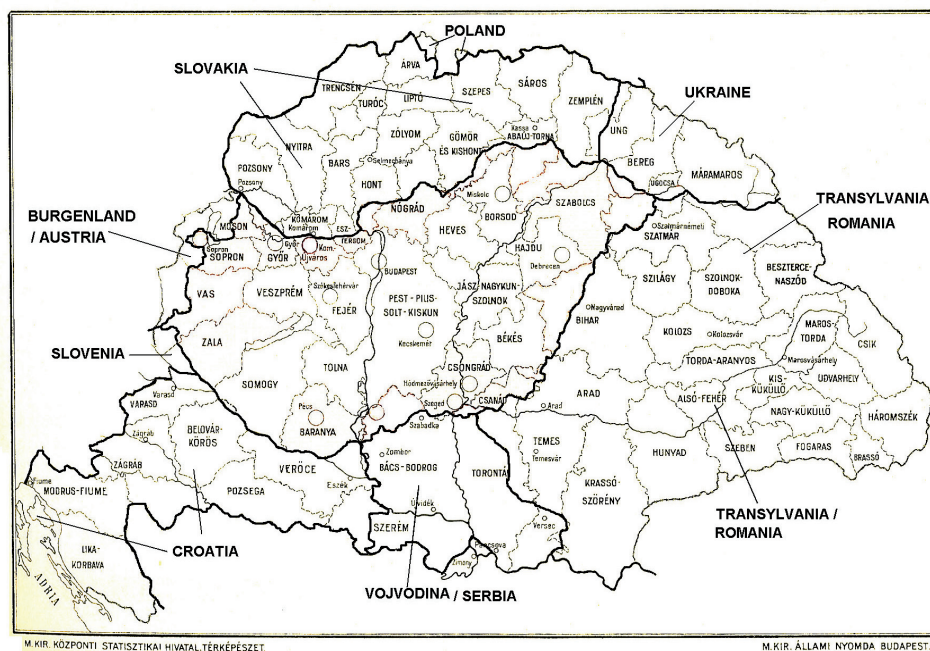 POLAND
SLOVAKIA
ÁRVA
TRENCSÉN
TURÓC
LIPTÓ
SZEPES
SÁROS
ZEMPLÉN
UKRAINE
UNG
BEREG
UGOCSA
MÁRAMAROS
NYITRA
ZÓLYOM
GÖMÖR
ÉS KISHONT
Kassa
ABAÚJ-TORNA
POZSONY
Pozsony
BARS
Selmecbánya
HONT
NÓGRÁD
Miskolc
BORSOD
SZABOLCS
TRANSYLVANIA
ROMANIA
BURGENLAND
/ AUSTRIA
MOSON
KOMÁROM
Komárom
ESZ-
TERGOM
Sopron
SOPRON
Győr
GYŐR
Kom.
Újváros
HEVES
HAJDU
Debrecen
Szatmárnémeti
SZATMÁR
SZILÁGY
SZOLNOK-
DOBOKA
BESZTERCE-
NASZÓD
BUDAPEST
VAS
VESZPRÉM
Székesfehérvár
FEJÉR
PEST-PILIS-
SOLT-KISKUN
Kecskemét
JÁSZ-NAGYKUN-
SZOLNOK
Nagyvárad
BIHAR
BÉKÉS
KOLOZS
Kolozsvár
MAROS-
TORDA
CSIK
SLOVENIA
ZALA
SOMOGY
TOLNA
CSONGRÁD
Hódmezővásárhely
CSANÁD
TORDA-ARANYOS
Marosvásárhely
UDVARHELY
KIS-
KÜKÜLLŐ
ARAD
Arad
ALSÓ-FEHÉR
NAGY-KÜKÜLLŐ
HÁROMSZÉK
Varasd
VARASD
BELOVÁR-
KÖRÖS
Pécs
BARANYA
Szeged
Szabadka
Zágráb
ZÁGRÁB
VERŐCE
Eszék
Zombor
BÁCS-BODROG
TORONTÁL
TEMES
Temesvár
HUNYAD
SZEBEN
FOGARAS
BRASSÓ
Fiume
MODRUS-FIUME
POZSEGA
Újvidék
KRASSÓ-
SZÖRÉNY
SZERÉM
Versec
Pancsova
Zimony
TRANSYLVANIA /
ROMANIA
CROATIA
LIKA-
KORBAVA
ADRIA
VOJVODINA / SERBIA
M.KIR. KÖZPONTI STATISZTIKAI HIVATAL.TÉRKÉPÉSZET.
M.KIR. ÁLLAMI NYOMDA BUDAPEST.